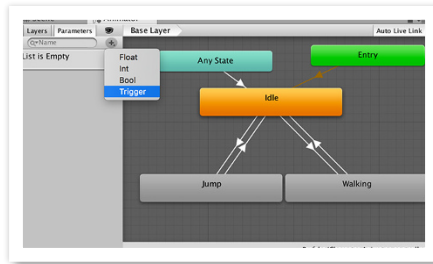 Layers Parameters Base Layer Auto Live Link
Name
List is Empty
Float
Int
Bool
Trigger
Any State
Entry
Idle
Jump
Walking